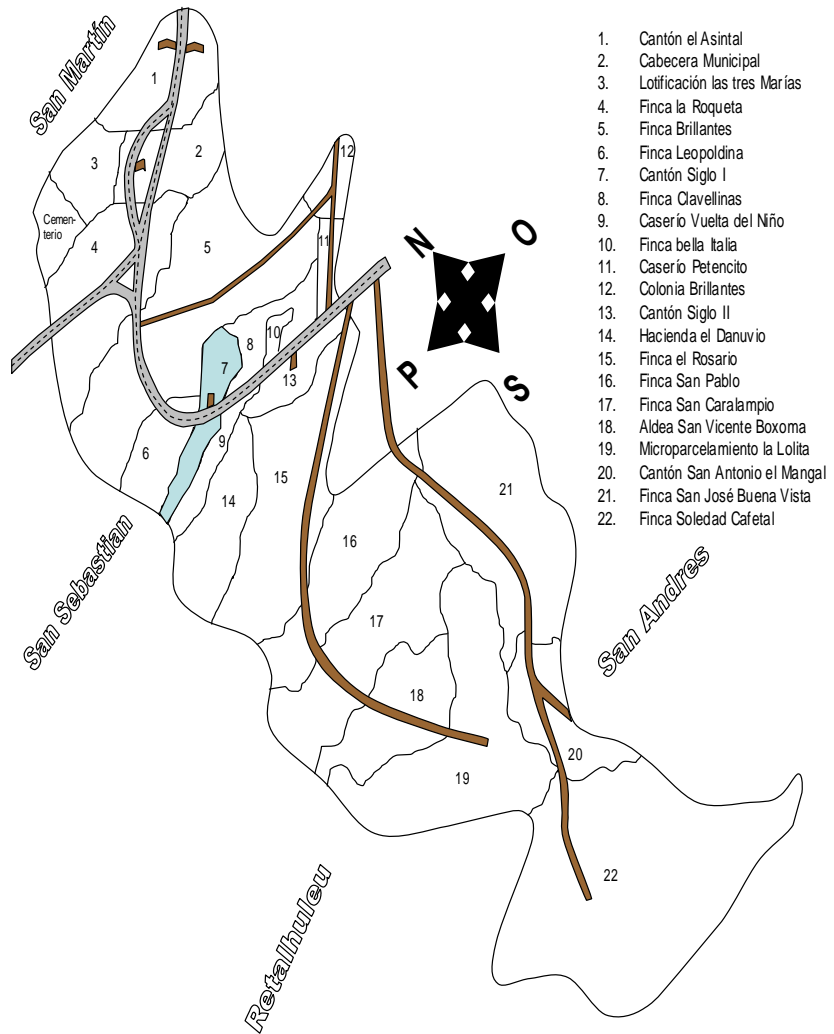 San Martín
1
2
3
Cemen-
terio
4
5
12
11
N
O
P
S
10
8
7
13
9
6
14
15
16
21
17
18
19
20
22
San Sebastian
San Andres
Retalhuleu
1. Cantón el Asintal
2. Cabecera Municipal
3. Lotificación las tres Marías
4. Finca la Roqueta
5. Finca Brillantes
6. Finca Leopoldina
7. Cantón Siglo I
8. Finca Clavellinas
9. Caserío Vuelta del Niño
10. Finca bella Italia
11. Caserío Petencito
12. Colonia Brillantes
13. Cantón Siglo II
14. Hacienda el Danuvio
15. Finca el Rosario
16. Finca San Pablo
17. Finca San Caralampio
18. Aldea San Vicente Boxoma
19. Microparcelamiento la Lolita
20. Cantón San Antonio el Mangal
21. Finca San José Buena Vista
22. Finca Soledad Cafetal